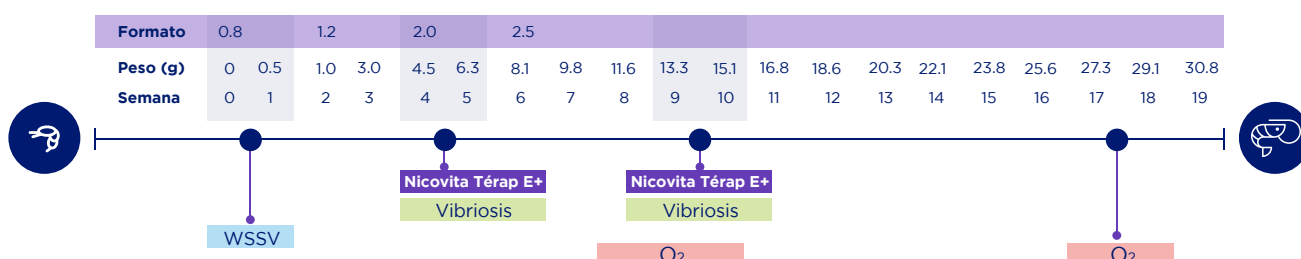 Formato 0.8 1.2 2.0 2.5
Peso (g) 0 0.5 1.0 3.0 4.5 6.3 8.1 9.8 11.6 13.3 15.1 16.8 18.6 20.3 22.1 23.8 25.6 27.3 29.1 30.8
Semana 0 1 2 3 4 5 6 7 8 9 10 11 12 13 14 15 16 17 18 19
Nicovita Térap E+ Nicovita Térap E+
Vibriosis Vibriosis
WSSV
O₂ O₂